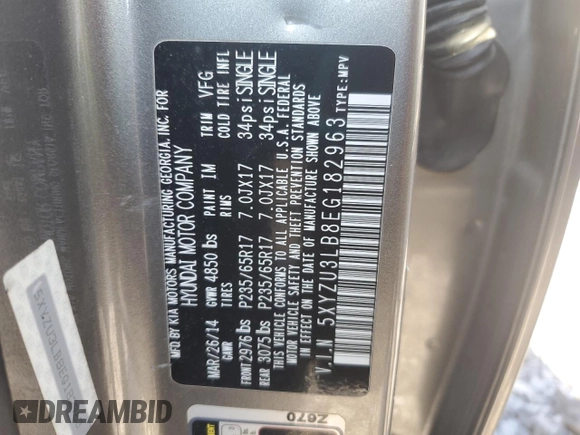 MFD BY KIA MOTORS MANUFACTURING GEORGIA, INC. FOR
HYUNDAI MOTOR COMPANY
MAR/26/14 GVWR 4850 lbs PAINT IM TRIM VFG
GAWR TIRES RIMS COLD TIRE INFL
FRONT 2976 lbs P235/65R17 7.0JX17 34psi SINGLE
REAR 3075 lbs P235/65R17 7.0JX17 34psi SINGLE
THIS VEHICLE CONFORMS TO ALL APPLICABLE U.S.A. FEDERAL
MOTOR VEHICLE SAFETY AND THEFT PREVENTION STANDARDS
IN EFFECT ON THE DATE OF MANUFACTURE SHOWN ABOVE
V.I.N 5XYZU3LB8EG182963 TYPE: MPV
Z670
DREAMBID